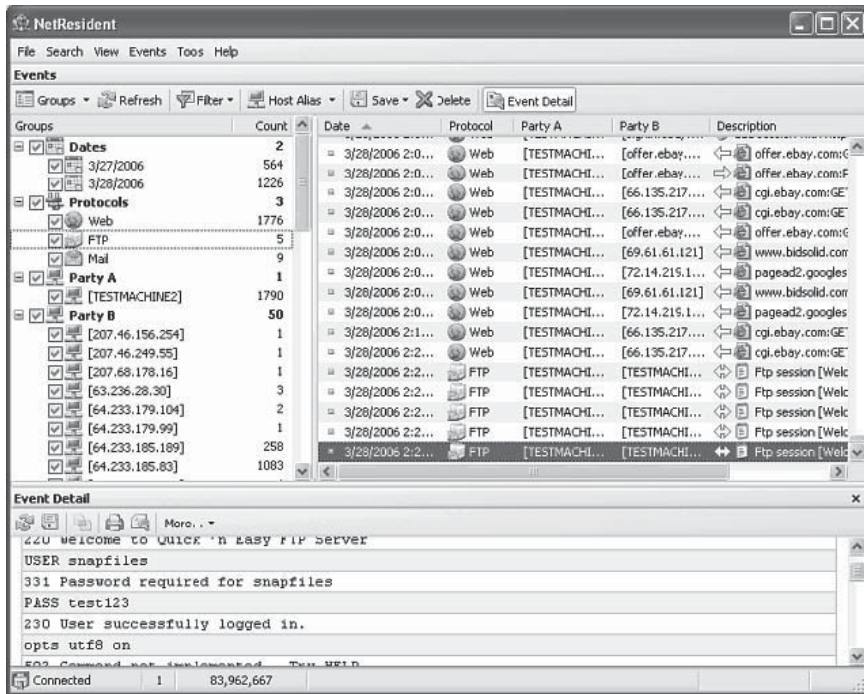 NetResident
File Search View Events Toos Help
Events
Groups Refresh Filter Host Alias Save Delete Event Detail
Groups Count
Dates 2
3/27/2006 564
3/28/2006 1226
Protocols 3
Web 1776
FTP 5
Mail 9
Party A 1
[TESTMACHINE2] 1790
Party B 50
[207.46.156.254] 1
[207.46.249.55] 1
[207.68.178.16] 1
[63.236.28.30] 3
[64.233.179.104] 2
[64.233.179.99] 1
[64.233.185.189] 258
[64.233.185.83] 1083
Date Protocol Party A Party B Description
3/28/2006 2:0... Web [TESTMACHI... [offer.ebay.... offer.ebay.com:G
3/28/2006 2:0... Web [TESTMACHI... [offer.ebay.... offer.ebay.com:F
3/28/2006 2:0... Web [TESTMACHI... [66.135.217.... cgi.ebay.com:GET
3/28/2006 2:0... Web [TESTMACHI... [66.135.217.... cgi.ebay.com:GET
3/28/2006 2:0... Web [TESTMACHI... [offer.ebay.... offer.ebay.com:G
3/28/2006 2:0... Web [TESTMACHI... [69.61.61.121] www.bidsolid.com
3/28/2006 2:0... Web [TESTMACHI... [72.14.219.1... pagead2.googles
3/28/2006 2:0... Web [TESTMACHI... [69.61.61.121] www.bidsolid.com
3/28/2006 2:0... Web [TESTMACHI... [72.14.219.1... pagead2.googles
3/28/2006 2:1... Web [TESTMACHI... [66.135.217.... cgi.ebay.com:GET
3/28/2006 2:2... Web [TESTMACHI... [66.135.217.... cgi.ebay.com:GET
3/28/2006 2:2... FTP [TESTMACHI... [TESTMACHI... Ftp session [Welc
3/28/2006 2:2... FTP [TESTMACHI... [TESTMACHI... Ftp session [Welc
3/28/2006 2:2... FTP [TESTMACHI... [TESTMACHI... Ftp session [Welc
3/28/2006 2:2... FTP [TESTMACHI... [TESTMACHI... Ftp session [Welc
3/28/2006 2:2... FTP [TESTMACHI... [TESTMACHI... Ftp session [Welc
Event Detail
More...
220 Welcome to Quick 'n Easy FTP Server
USER snapfiles
331 Password required for snapfiles
PASS test123
230 User successfully logged in.
opts utf8 on
502 Command not implemented. Try HELP
Connected 1 83,962,667